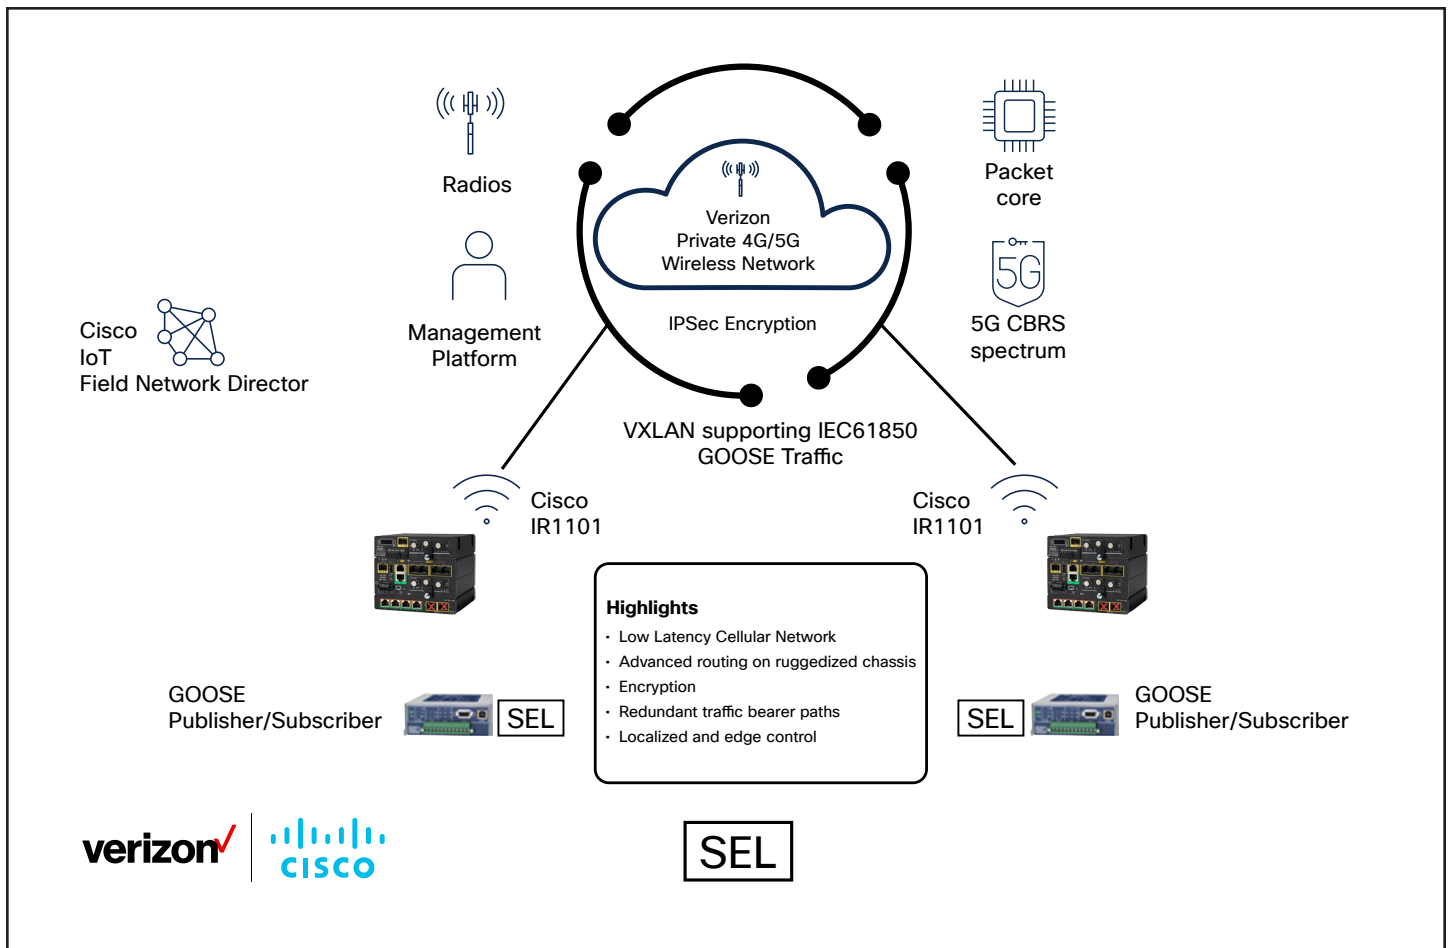 Radios
Packet
core
Verizon
Private 4G/5G
Wireless Network
Management
Platform
IPSec Encryption
5G
5G CBRS
spectrum
Cisco
IoT
Field Network Director
VXLAN supporting IEC61850
GOOSE Traffic
Cisco
IR1101
Cisco
IR1101
Highlights
· Low Latency Cellular Network
· Advanced routing on ruggedized chassis
· Encryption
· Redundant traffic bearer paths
· Localized and edge control
GOOSE
Publisher/Subscriber
SEL
SEL
GOOSE
Publisher/Subscriber
verizon
CISCO
SEL